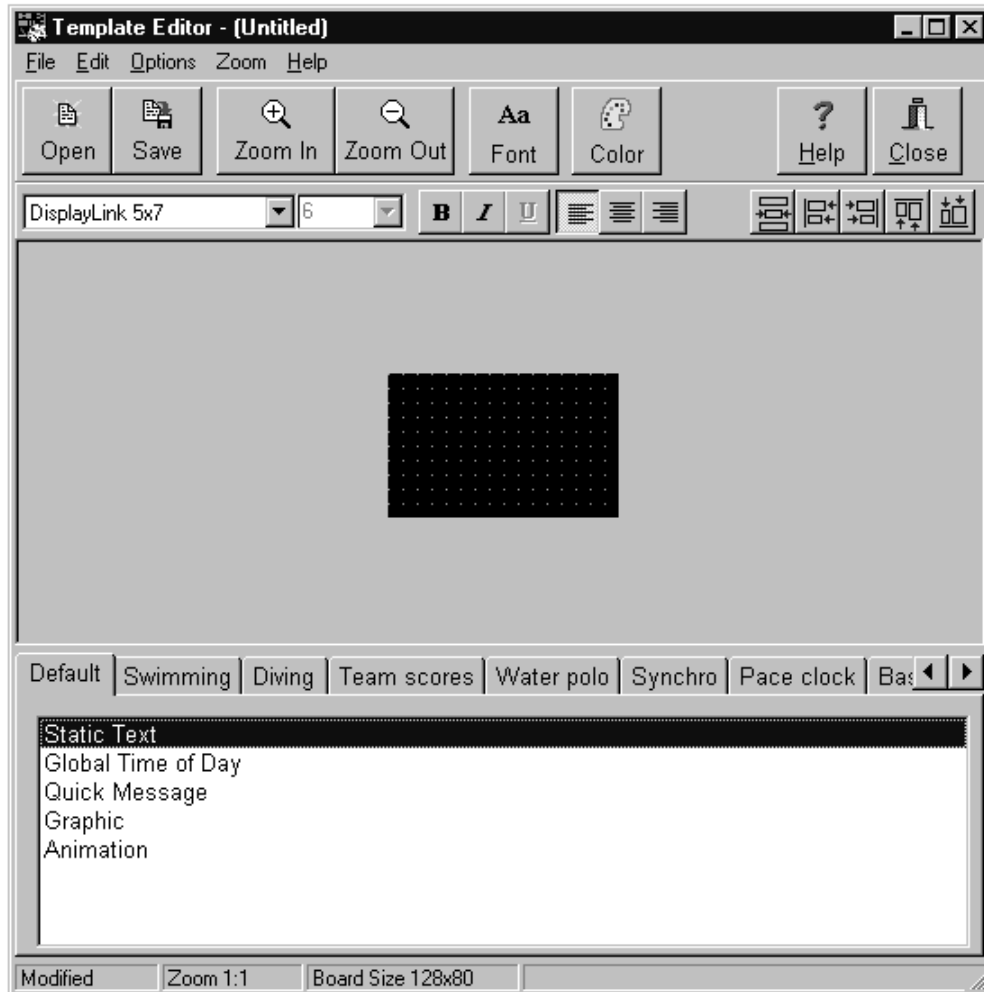 Template Editor - (Untitled)
File Edit Options Zoom Help
Open Save Zoom In Zoom Out Aa Font Color ? Help Close
DisplayLink 5x7 6 B I U
Default Swimming Diving Team scores Water polo Synchro Pace clock Bas
Static Text
Global Time of Day
Quick Message
Graphic
Animation
Modified Zoom 1:1 Board Size 128x80